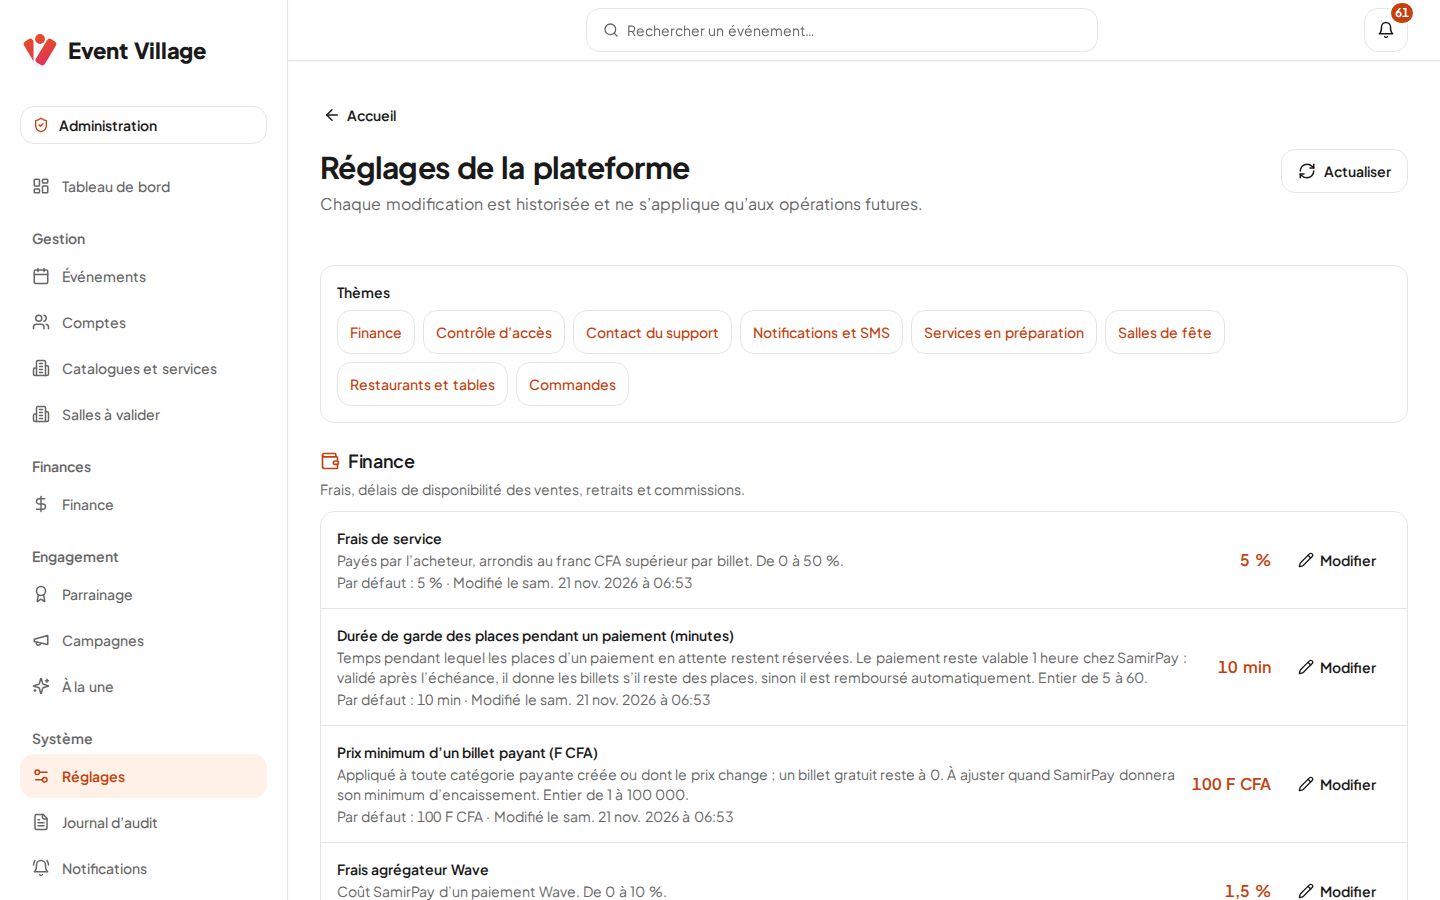 Event Village
Rechercher un événement…
61
Administration
Tableau de bord
Gestion
Événements
Comptes
Catalogues et services
Salles à valider
Finances
Finance
Engagement
Parrainage
Campagnes
À la une
Système
Réglages
Journal d’audit
Notifications
Accueil
Réglages de la plateforme
Chaque modification est historisée et ne s’applique qu’aux opérations futures.
Actualiser
Thèmes
Finance
Contrôle d’accès
Contact du support
Notifications et SMS
Services en préparation
Salles de fête
Restaurants et tables
Commandes
Finance
Frais, délais de disponibilité des ventes, retraits et commissions.
Frais de service
Payés par l’acheteur, arrondis au franc CFA supérieur par billet. De 0 à 50 %.
Par défaut : 5 % · Modifié le sam. 21 nov. 2026 à 06:53
5 %
Modifier
Durée de garde des places pendant un paiement (minutes)
Temps pendant lequel les places d’un paiement en attente restent réservées. Le paiement reste valable 1 heure chez SamirPay :
validé après l’échéance, il donne les billets s’il reste des places, sinon il est remboursé automatiquement. Entier de 5 à 60.
Par défaut : 10 min · Modifié le sam. 21 nov. 2026 à 06:53
10 min
Modifier
Prix minimum d’un billet payant (F CFA)
Appliqué à toute catégorie payante créée ou dont le prix change ; un billet gratuit reste à 0. À ajuster quand SamirPay donnera
son minimum d’encaissement. Entier de 1 à 100 000.
Par défaut : 100 F CFA · Modifié le sam. 21 nov. 2026 à 06:53
100 F CFA
Modifier
Frais agrégateur Wave
Coût SamirPay d’un paiement Wave. De 0 à 10 %.
1,5 %
Modifier